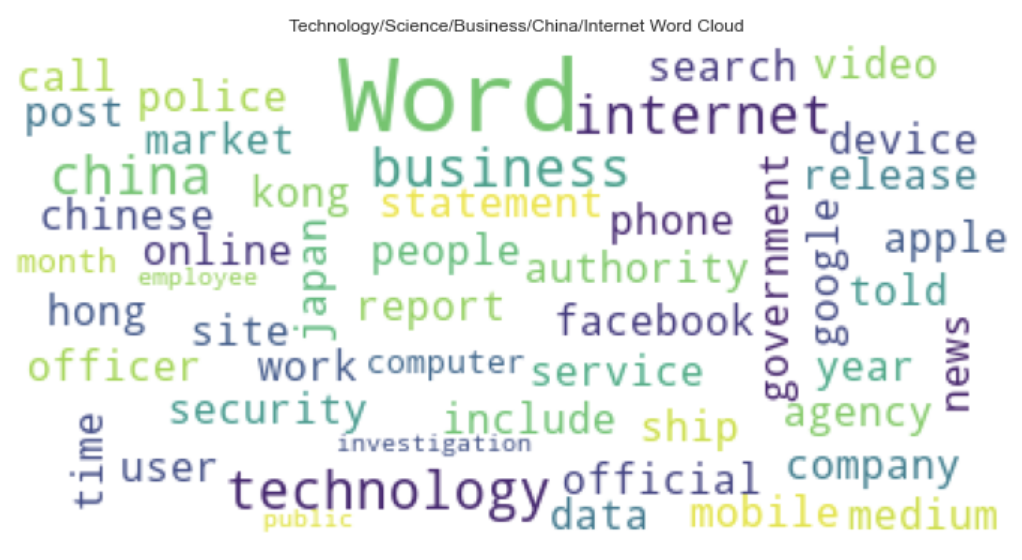 Technology/Science/Business/China/Internet Word Cloud
call
post
police
market
Word
internet
search
video
device
release
china
chinese
kong
business
statement
phone
government
google
apple
month
online
employee
japan
people
authority
told
hong
site
report
facebook
news
officer
work
computer
service
year
security
include
ship
agency
time
user
investigation
technology
official
company
public
data
mobile
medium